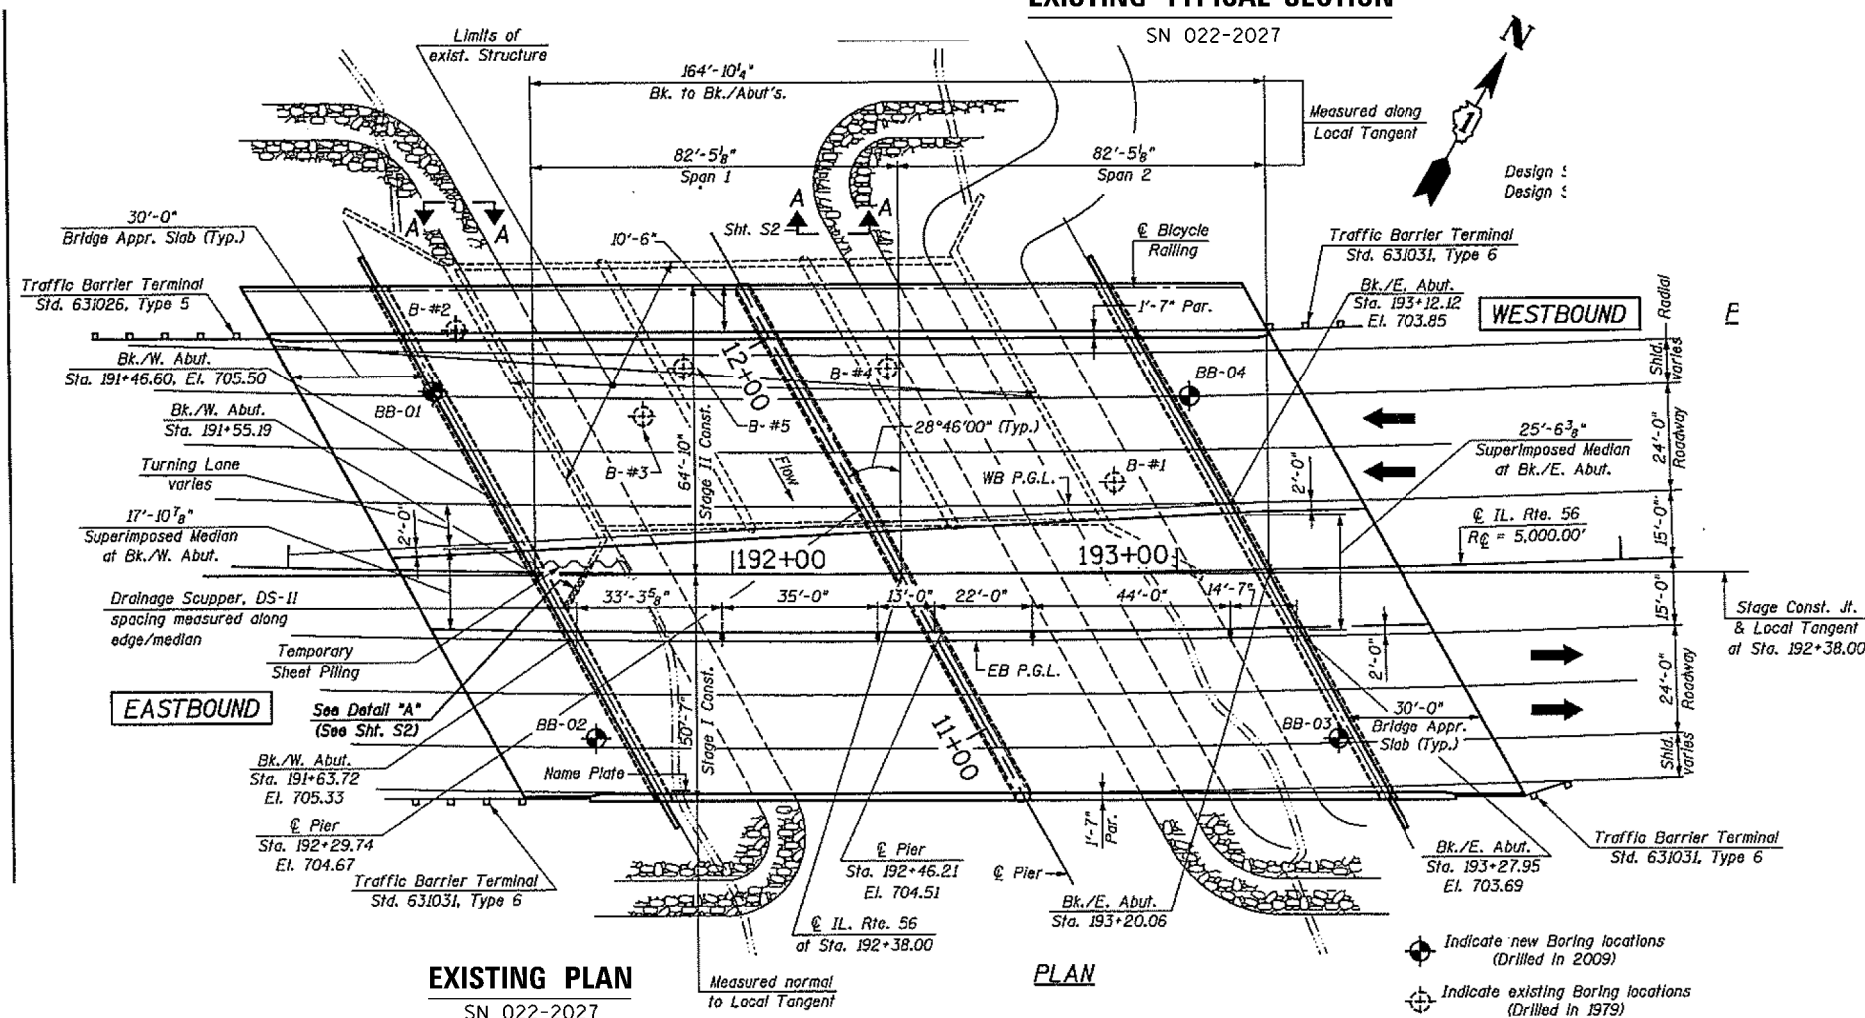 EXISTING TYPICAL SECTION
SN 022-2027
Limits of
exist. Structure
164'-10¼"
Bk. to Bk./Abut's.
N
1
Measured along
Local Tangent
82'-5⅛"
Span 1
82'-5⅛"
Span 2
Design
Design
30'-0"
Bridge Appr. Slab (Typ.)
A
A
A
A
Sht. S2
10'-6"
℄ Bicycle
Railing
Traffic Barrier Terminal
Std. 631031, Type 6
Traffic Barrier Terminal
Std. 631026, Type 5
Bk./E. Abut.
Sta. 193+12.12
El. 703.85
WESTBOUND
B-#2
1'-7" Par.
Radial
Shld.
varies
Bk./W. Abut.
Sta. 191+46.60, El. 705.50
12+00
B-#4
BB-04
BB-01
Bk./W. Abut.
Sta. 191+55.19
B-#5
28°46'00" (Typ.)
25'-6⅜"
Superimposed Median
at Bk./E. Abut.
24'-0"
Roadway
Turning Lane
varies
B-#3
64'-10"
Stage II Const.
Flow
WB P.G.L.
B-#1
2'-0"
17'-10⅞"
Superimposed Median
at Bk./W. Abut.
2'-0"
℄ IL. Rte. 56
R℄ = 5,000.00'
15'-0"
192+00
193+00
Drainage Scupper, DS-11
spacing measured along
edge/median
33'-3⅝"
35'-0"
13'-0"
22'-0"
44'-0"
14'-7"
15'-0"
Stage Const. Jt.
& Local Tangent
at Sta. 192+38.00
Temporary
Sheet Piling
EB P.G.L.
2'-0"
24'-0"
Roadway
EASTBOUND
See Detail "A"
(See Sht. S2)
BB-02
50'-7"
Stage I Const.
11+00
BB-03
30'-0"
Bridge Appr.
Slab (Typ.)
Shld.
varies
Bk./W. Abut.
Sta. 191+63.72
El. 705.33
Name Plate
1'-7"
Par.
℄ Pier
Sta. 192+29.74
El. 704.67
℄ Pier
Sta. 192+46.21
El. 704.51
℄ Pier
Bk./E. Abut.
Sta. 193+27.95
El. 703.69
Traffic Barrier Terminal
Std. 631031, Type 6
Traffic Barrier Terminal
Std. 631031, Type 6
Bk./E. Abut.
Sta. 193+20.06
℄ IL. Rte. 56
at Sta. 192+38.00
Indicate new Boring locations
(Drilled in 2009)
EXISTING PLAN
SN 022-2027
Measured normal
to Local Tangent
PLAN
Indicate existing Boring locations
(Drilled in 1979)